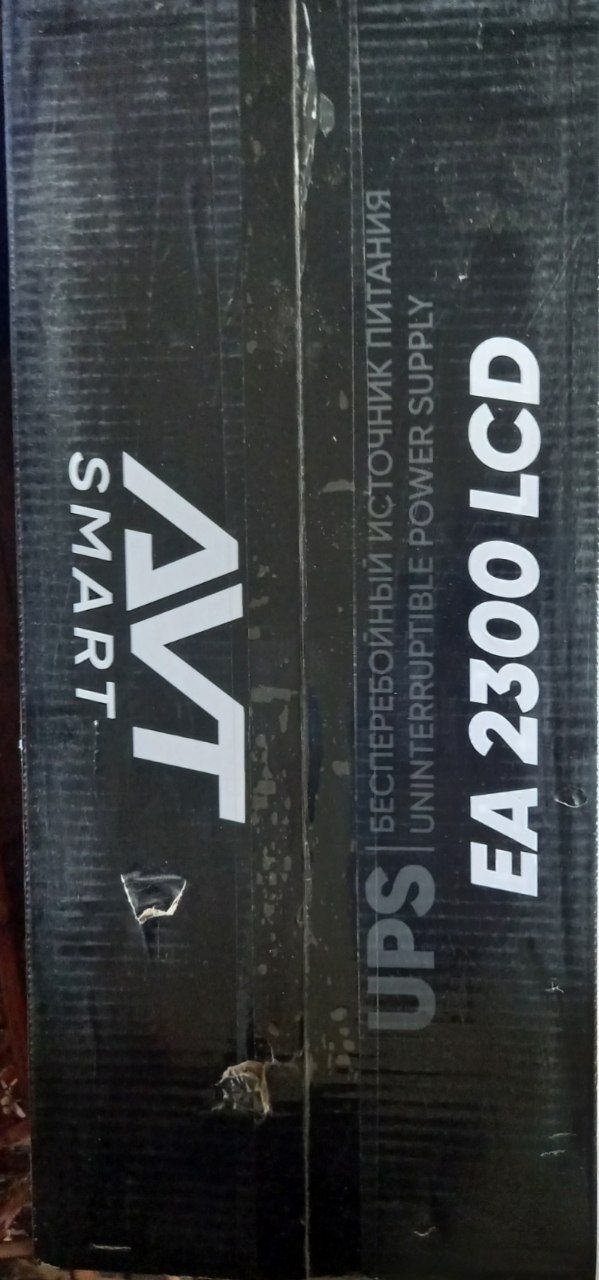 AVT
SMART
UPS
БЕСПЕРЕБОЙНЫЙ ИСТОЧНИК ПИТАНИЯ
UNINTERRUPTIBLE POWER SUPPLY
EA 2300 LCD